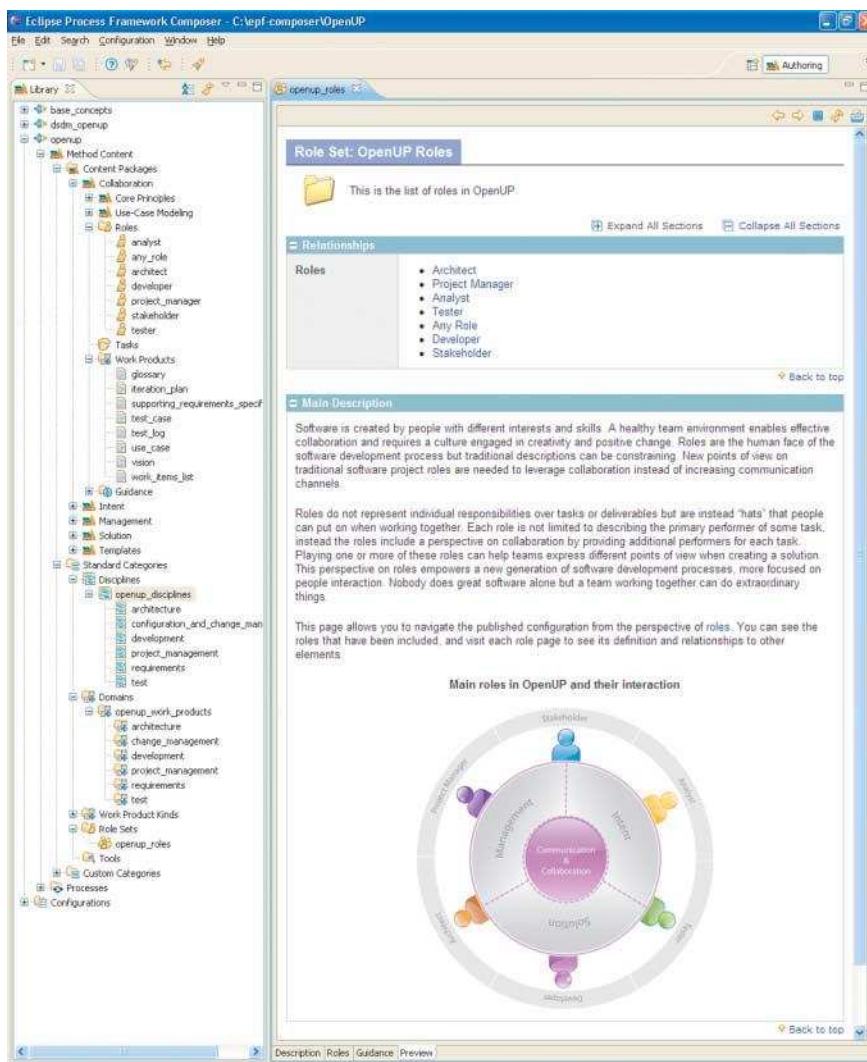 Eclipse Process Framework Composer - C:\epf-composer\OpenUP
File Edit Search Configuration Window Help
Authoring
Library
base_concepts
dsdm_openup
openup
Method Content
Content Packages
Collaboration
Core Principles
Use-Case Modeling
Roles
analyst
any_role
architect
developer
project_manager
stakeholder
tester
Tasks
Work Products
glossary
iteration_plan
supporting_requirements_specif
test_case
test_log
use_case
vision
work_items_list
Guidance
Intent
Management
Solution
Templates
Standard Categories
Disciplines
openup_disciplines
architecture
configuration_and_change_man
development
project_management
requirements
test
Domains
openup_work_products
architecture
change_management
development
project_management
requirements
test
Work Product Kinds
Role Sets
openup_roles
Tools
Custom Categories
Processes
Configurations
openup_roles
Role Set: OpenUP Roles
This is the list of roles in OpenUP
Expand All Sections Collapse All Sections
Relationships
Roles
Architect
Project Manager
Analyst
Tester
Any Role
Developer
Stakeholder
Back to top
Main Description
Software is created by people with different interests and skills. A healthy team environment enables effective
collaboration and requires a culture engaged in creativity and positive change. Roles are the human face of the
software development process but traditional descriptions can be constraining. New points of view on
traditional software project roles are needed to leverage collaboration instead of increasing communication
channels.
Roles do not represent individual responsibilities over tasks or deliverables but are instead "hats" that people
can put on when working together. Each role is not limited to describing the primary performer of some task,
instead the roles include a perspective on collaboration by providing additional performers for each task.
Playing one or more of these roles can help teams express different points of view when creating a solution.
This perspective on roles empowers a new generation of software development processes, more focused on
people interaction. Nobody does great software alone but a team working together can do extraordinary
things.
This page allows you to navigate the published configuration from the perspective of roles. You can see the
roles that have been included, and visit each role page to see its definition and relationships to other
elements.
Main roles in OpenUP and their interaction
Stakeholder
Project Manager
Analyst
Management
Intent
Communication
&
Collaboration
Solution
Architect
Tester
Developer
Back to top
Description Roles Guidance Preview